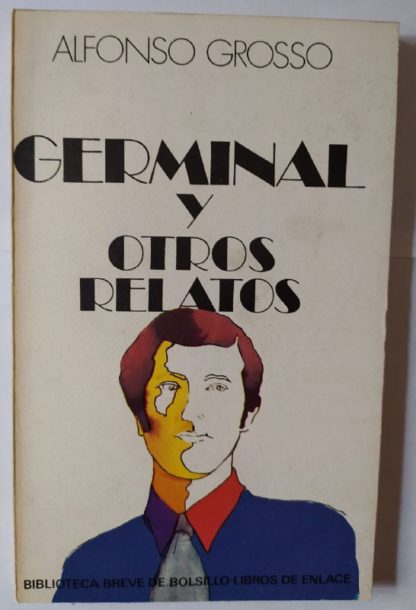 ALFONSO GROSSO
GERMINAL
Y
OTROS
RELATOS
BIBLIOTECA BREVE DE BOLSILLO-LIBROS DE ENLACE